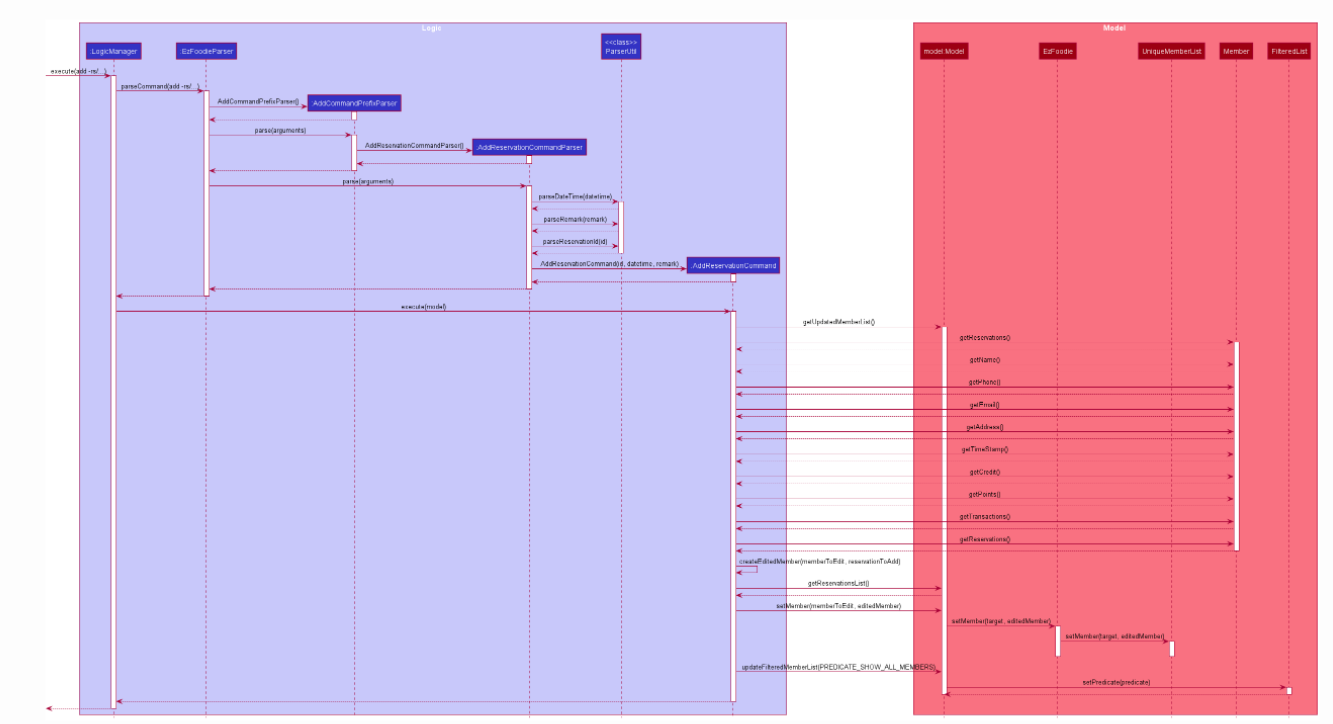 Logic
Model
<<class>>
ParserUtil
:LogicManager
:EzFoodieParser
model:Model
EzFoodie
UniqueMemberList
Member
FilteredList
execute(add -rs/...)
parseCommand(add -rs/...)
AddCommandPrefixParser()
:AddCommandPrefixParser
parse(arguments)
AddReservationCommandParser()
:AddReservationCommandParser
parse(arguments)
parseDateTime(datetime)
parseRemark(remark)
parseReservationId(id)
AddReservationCommand(id, datetime, remark)
:AddReservationCommand
execute(model)
getUpdatedMemberList()
getReservations()
getName()
getPhone()
getEmail()
getAddress()
getTimeStamp()
getCredit()
getPoints()
getTransactions()
getReservations()
createEditedMember(memberToEdit, reservationToAdd)
getReservationsList()
setMember(memberToEdit, editedMember)
setMember(target, editedMember)
setMember(target, editedMember)
updateFilteredMemberList(PREDICATE_SHOW_ALL_MEMBERS)
setPredicate(predicate)